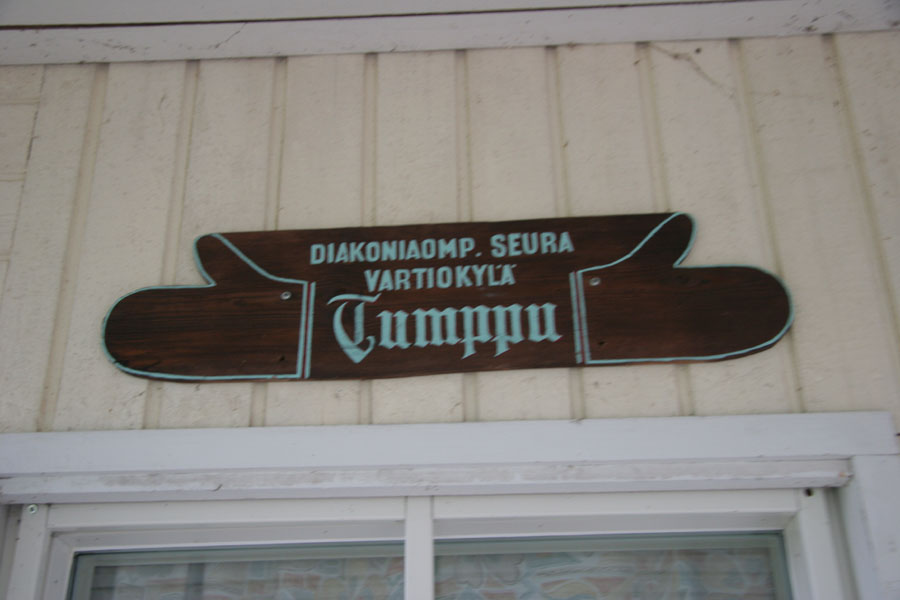 DIAKONIAOMP. SEURA
VARTIOKYLÄ
Tumppu